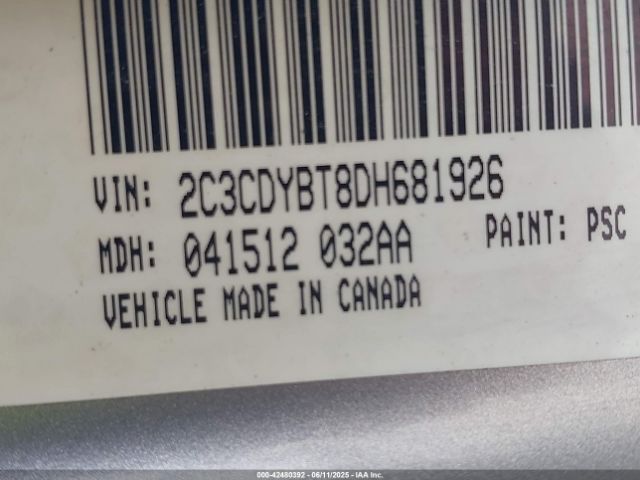 VIN: 2C3CDYBT8DH681926
MDH: 041512 032AA PAINT: PSC
VEHICLE MADE IN CANADA
000-42480392 - 06/11/2025 - IAA Inc.